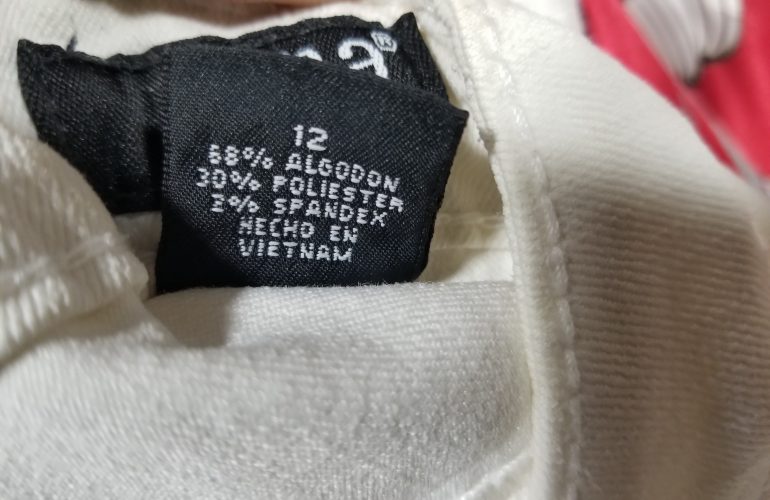 12
68% ALGODON
30% POLIESTER
2% SPANDEX
HECHO EN
VIETNAM